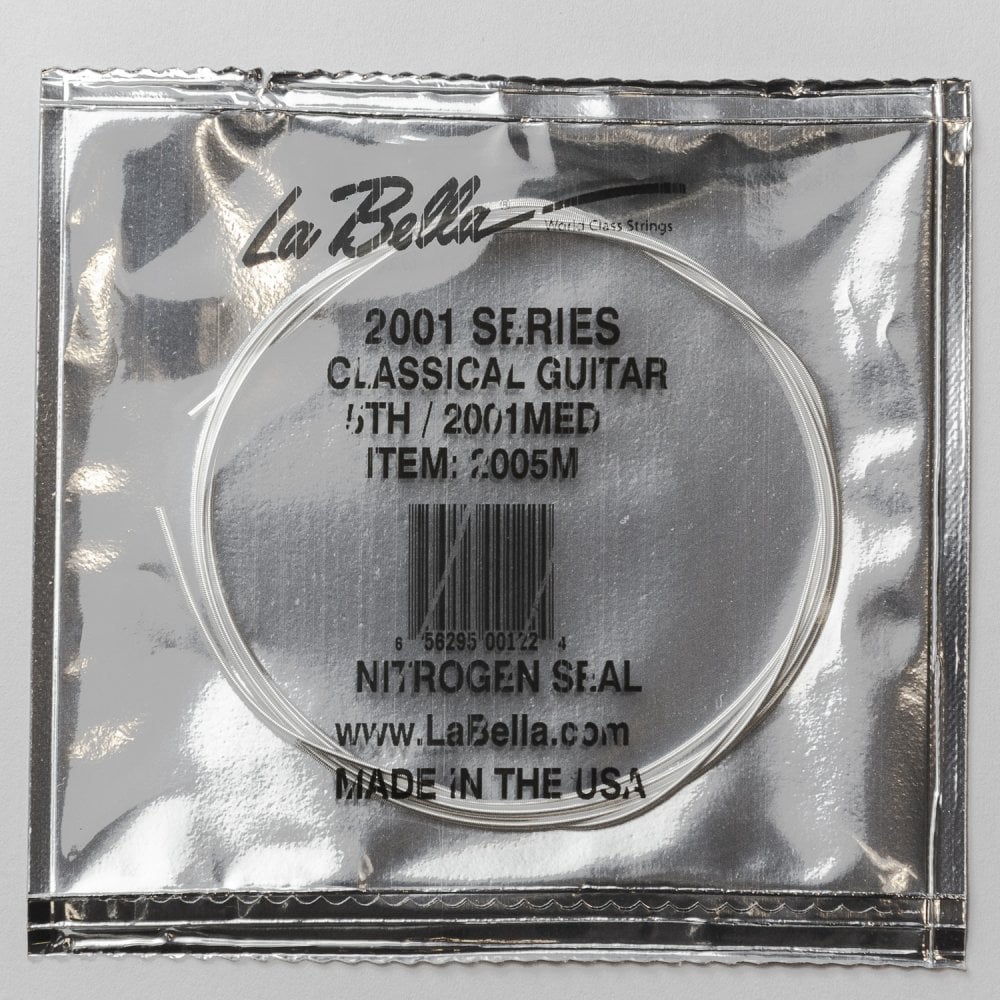 La Bella®
World Class Strings
2001 SERIES
CLASSICAL GUITAR
5TH / 2001MED
ITEM: 2005M
6 56295 00122 4
NITROGEN SEAL
www.LaBella.com
MADE IN THE USA